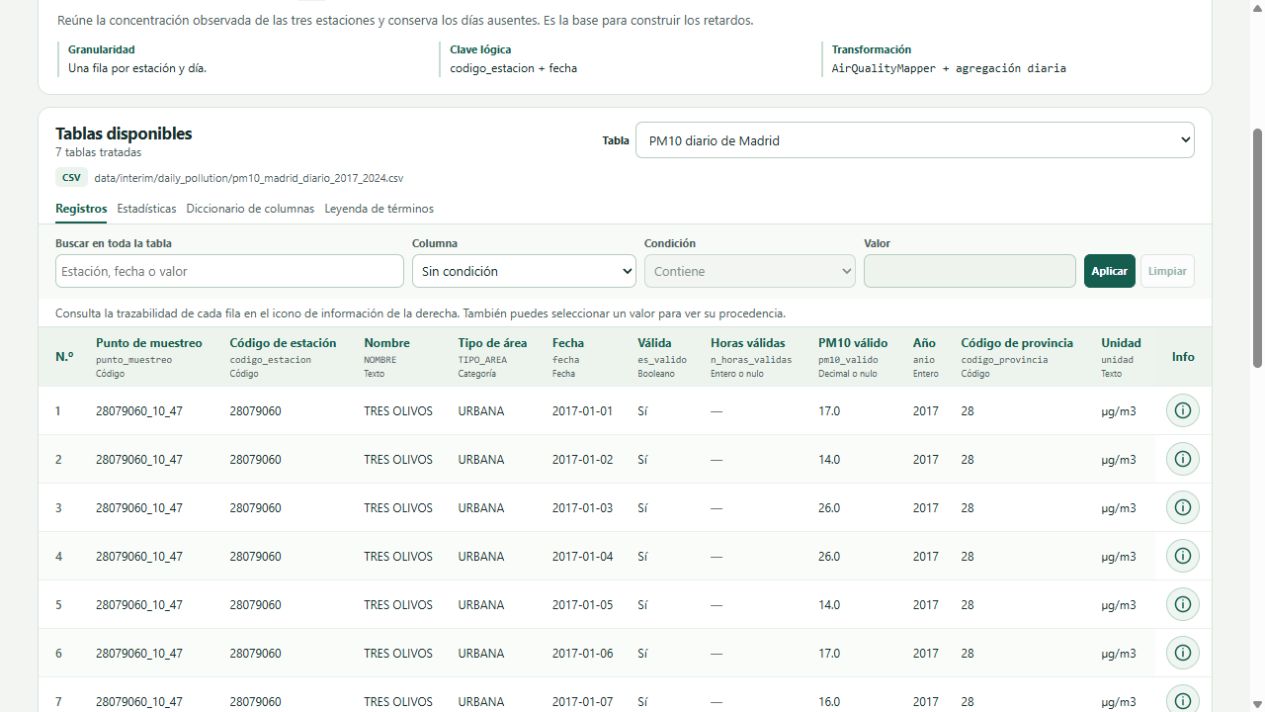 Reúne la concentración observada de las tres estaciones y conserva los días ausentes. Es la base para construir los retardos.
Granularidad
Una fila por estación y día.
Clave lógica
codigo_estacion + fecha
Transformación
AirQualityMapper + agregación diaria
Tablas disponibles
7 tablas tratadas
Tabla
PM10 diario de Madrid
CSV data/interim/daily_pollution/pm10_madrid_diario_2017_2024.csv
Registros Estadísticas Diccionario de columnas Leyenda de términos
Buscar en toda la tabla Columna Condición Valor
Estación, fecha o valor Sin condición Contiene Aplicar Limpiar
Consulta la trazabilidad de cada fila en el icono de información de la derecha. También puedes seleccionar un valor para ver su procedencia.
N.º Punto de muestreo Código de estación Nombre Tipo de área Fecha Válida Horas válidas PM10 válido Año Código de provincia Unidad Info
punto_muestreo codigo_estacion NOMBRE TIPO_AREA fecha es_valido n_horas_validas pm10_valido anio codigo_provincia unidad
Código Código Texto Categoría Fecha Booleano Entero o nulo Decimal o nulo Entero Código Texto
1 28079060_10_47 28079060 TRES OLIVOS URBANA 2017-01-01 Sí — 17.0 2017 28 µg/m3
2 28079060_10_47 28079060 TRES OLIVOS URBANA 2017-01-02 Sí — 14.0 2017 28 µg/m3
3 28079060_10_47 28079060 TRES OLIVOS URBANA 2017-01-03 Sí — 26.0 2017 28 µg/m3
4 28079060_10_47 28079060 TRES OLIVOS URBANA 2017-01-04 Sí — 26.0 2017 28 µg/m3
5 28079060_10_47 28079060 TRES OLIVOS URBANA 2017-01-05 Sí — 14.0 2017 28 µg/m3
6 28079060_10_47 28079060 TRES OLIVOS URBANA 2017-01-06 Sí — 17.0 2017 28 µg/m3
7 28079060_10_47 28079060 TRES OLIVOS URBANA 2017-01-07 Sí — 16.0 2017 28 µg/m3